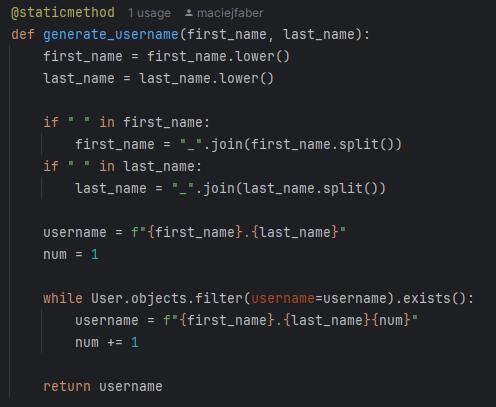 @staticmethod 1 usage maciejfaber
def generate_username(first_name, last_name):
    first_name = first_name.lower()
    last_name = last_name.lower()

    if " " in first_name:
        first_name = "_".join(first_name.split())
    if " " in last_name:
        last_name = "_".join(last_name.split())

    username = f"{first_name}.{last_name}"
    num = 1

    while User.objects.filter(username=username).exists():
        username = f"{first_name}.{last_name}{num}"
        num += 1

    return username